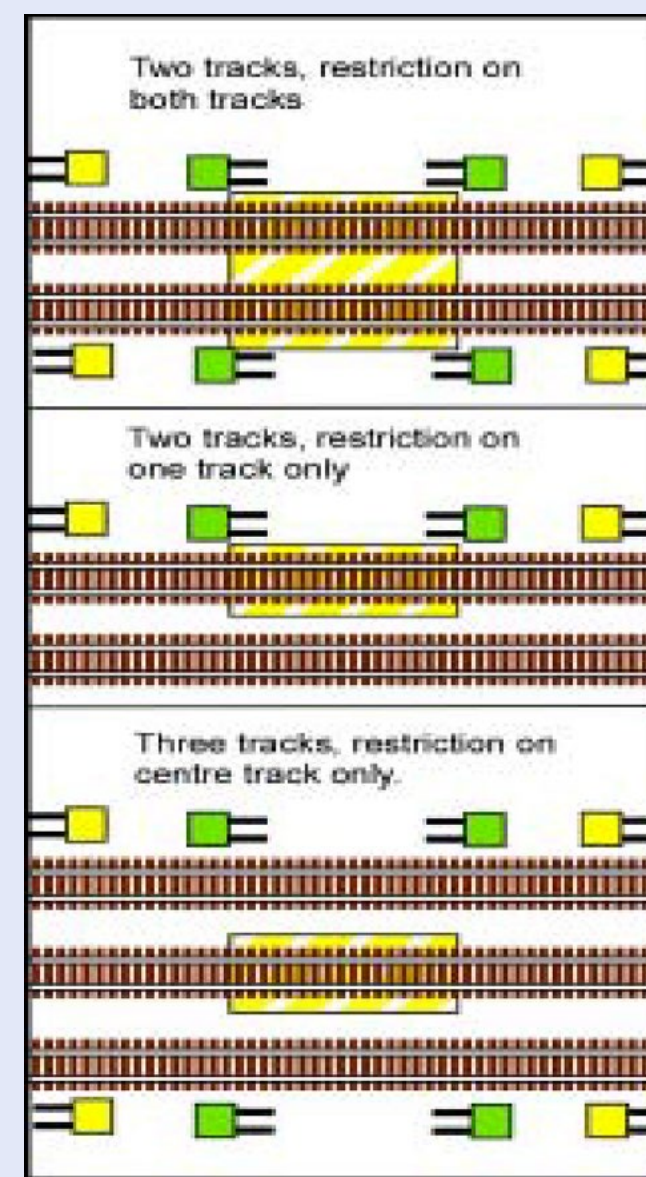 Two tracks, restriction on
both tracks
Two tracks, restriction on
one track only
Three tracks, restriction on
centre track only.